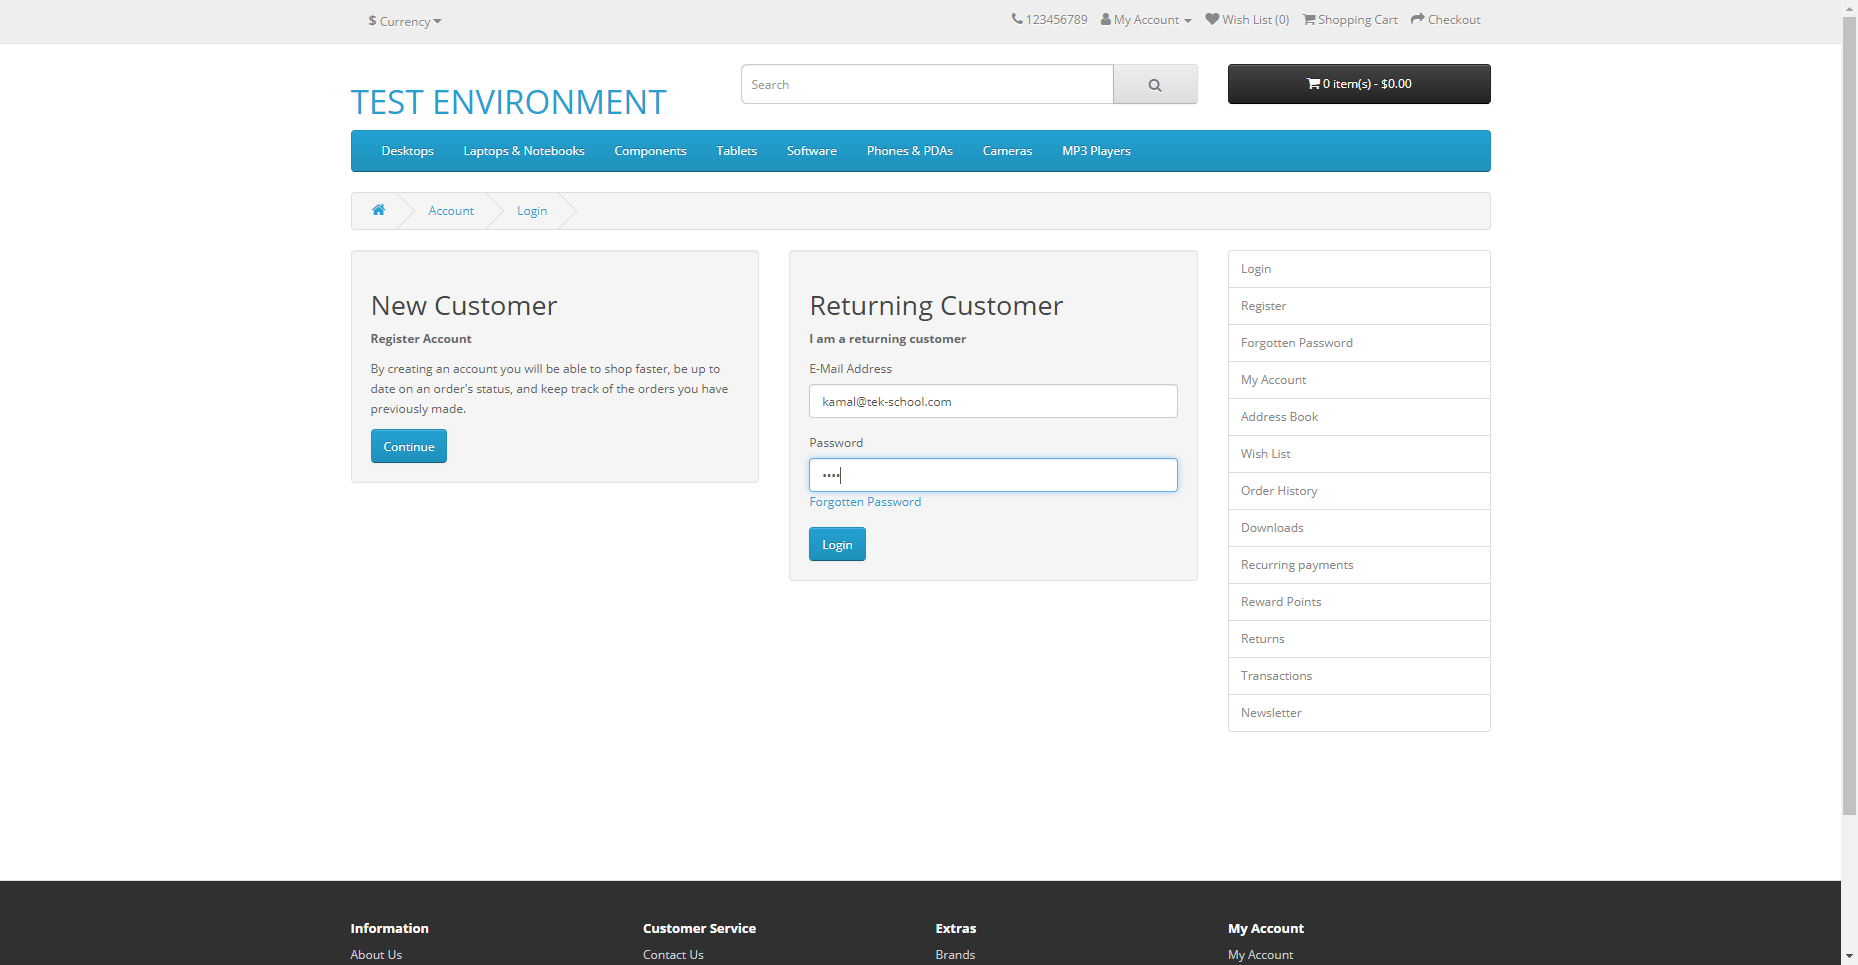 $ Currency
123456789 My Account Wish List (0) Shopping Cart Checkout
TEST ENVIRONMENT
Search
0 item(s) - $0.00
Desktops Laptops & Notebooks Components Tablets Software Phones & PDAs Cameras MP3 Players
Account Login
New Customer
Register Account
By creating an account you will be able to shop faster, be up to
date on an order's status, and keep track of the orders you have
previously made.
Continue
Returning Customer
I am a returning customer
E-Mail Address
kamal@tek-school.com
Password
••••
Forgotten Password
Login
Login
Register
Forgotten Password
My Account
Address Book
Wish List
Order History
Downloads
Recurring payments
Reward Points
Returns
Transactions
Newsletter
Information
About Us
Customer Service
Contact Us
Extras
Brands
My Account
My Account